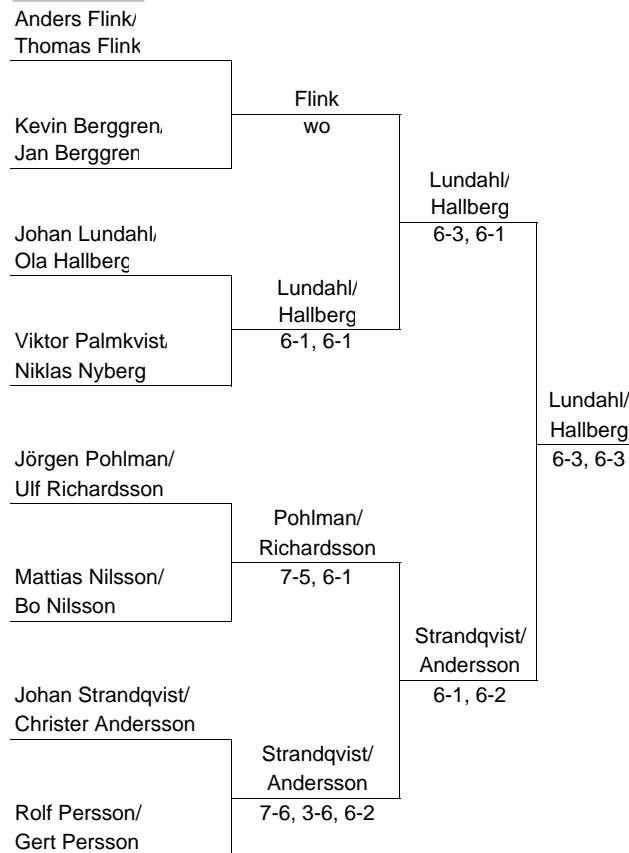 Anders Flink/
Thomas Flink
Flink
Kevin Berggren/
wo
Jan Berggren
Lundahl/
Hallberg
Johan Lundahl/
6-3, 6-1
Ola Hallberg
Lundahl/
Hallberg
Viktor Palmkvist/
6-1, 6-1
Niklas Nyberg
Lundahl/
Hallberg
Jörgen Pohlman/
6-3, 6-3
Ulf Richardsson
Pohlman/
Richardsson
Mattias Nilsson/
7-5, 6-1
Bo Nilsson
Strandqvist/
Andersson
Johan Strandqvist/
6-1, 6-2
Christer Andersson
Strandqvist/
Andersson
Rolf Persson/
7-6, 3-6, 6-2
Gert Persson